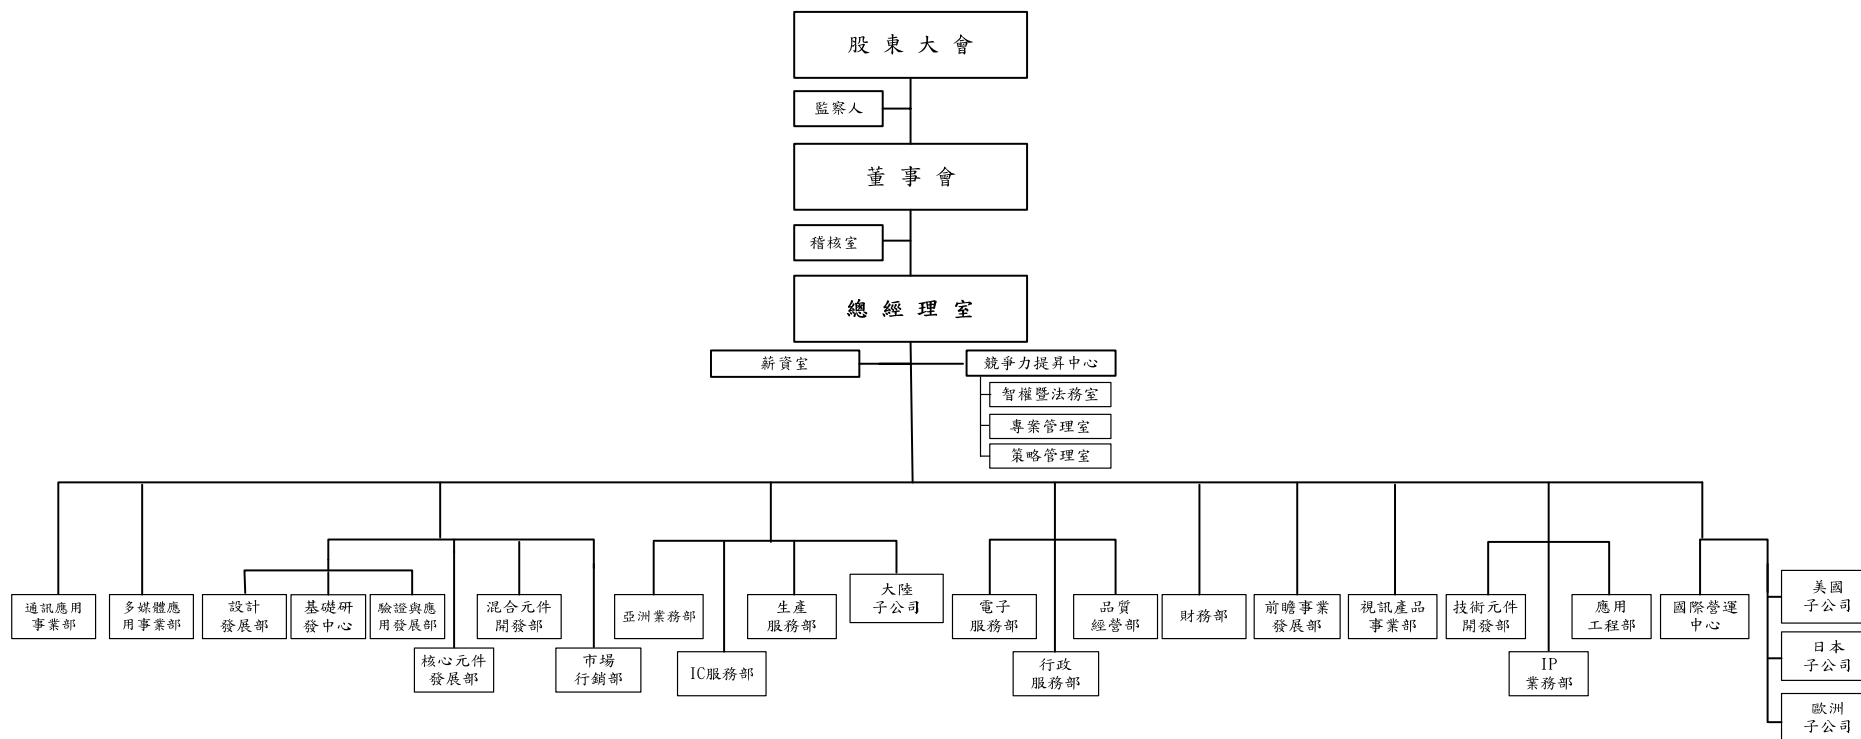 股東大會
監察人
董事會
稽核室
總經理室
薪資室
競爭力提昇中心
智權暨法務室
專案管理室
策略管理室
通訊應用
事業部
多媒體應
用事業部
設計
發展部
基礎研
發中心
驗證與應
用發展部
核心元件
發展部
混合元件
開發部
市場
行銷部
亞洲業務部
IC服務部
生產
服務部
大陸
子公司
電子
服務部
行政
服務部
品質
經營部
財務部
前瞻事業
發展部
視訊產品
事業部
技術元件
開發部
IP
業務部
應用
工程部
國際營運
中心
美國
子公司
日本
子公司
歐洲
子公司